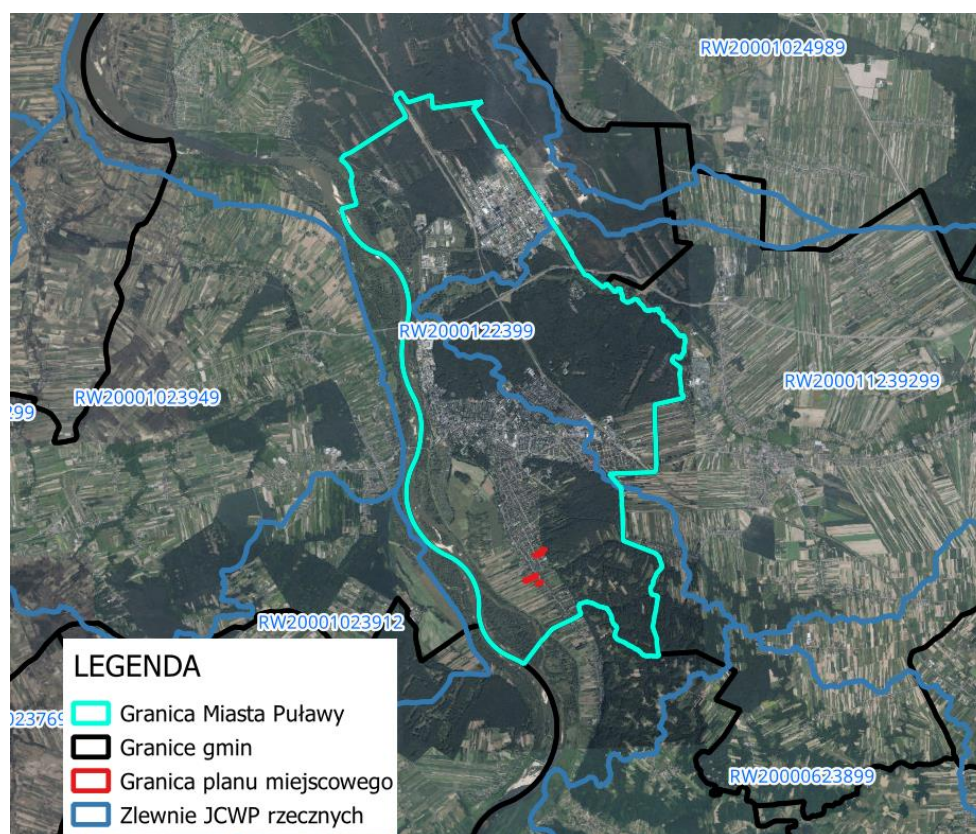 RW20001024989
RW2000122399
RW20001023949
RW200011239299
299
RW20001023912
023769
RW20000623899
LEGENDA
Granica Miasta Puławy
Granice gmin
Granica planu miejscowego
Zlewnie JCWP rzecznych